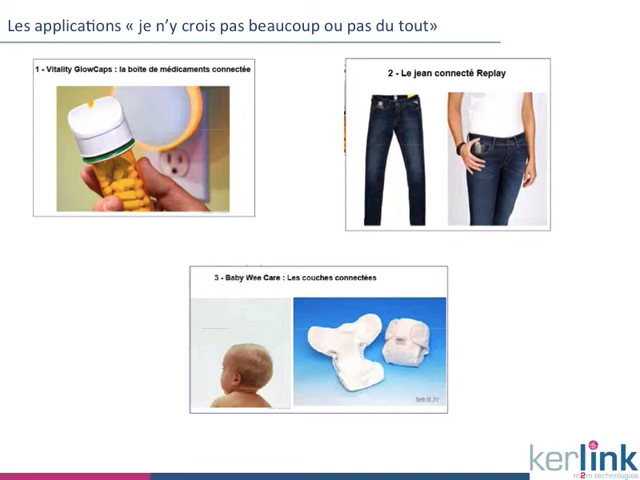 Les applications « je n'y crois pas beaucoup ou pas du tout»
1 - Vitality GlowCaps : la boîte de médicaments connectée
2 - Le jean connecté Replay
3 - Baby Wee Care : Les couches connectées
tekit.fr
kerlink
m2m technologies